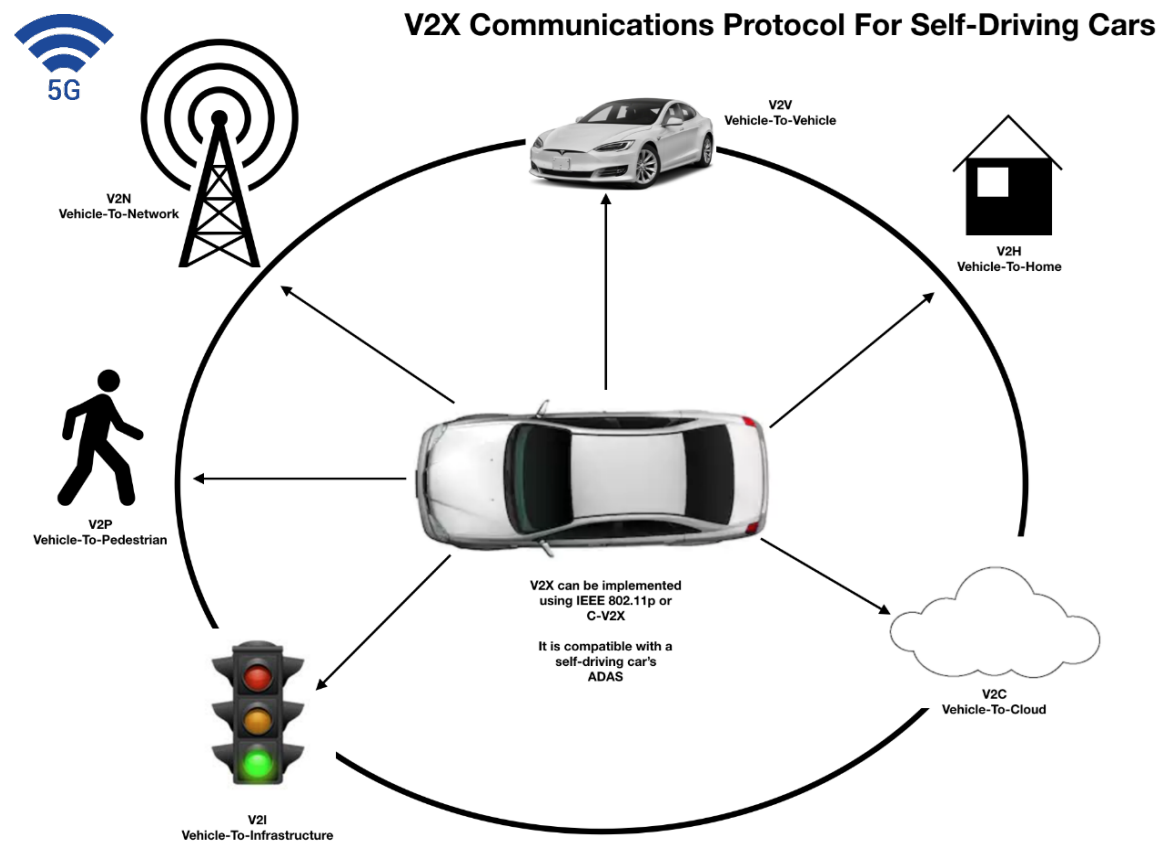 V2X Communications Protocol For Self-Driving Cars
5G
V2V
Vehicle-To-Vehicle
V2N
Vehicle-To-Network
V2H
Vehicle-To-Home
V2P
Vehicle-To-Pedestrian
V2X can be implemented
using IEEE 802.11p or
C-V2X
It is compatible with a
self-driving car's
ADAS
V2C
Vehicle-To-Cloud
V2I
Vehicle-To-Infrastructure